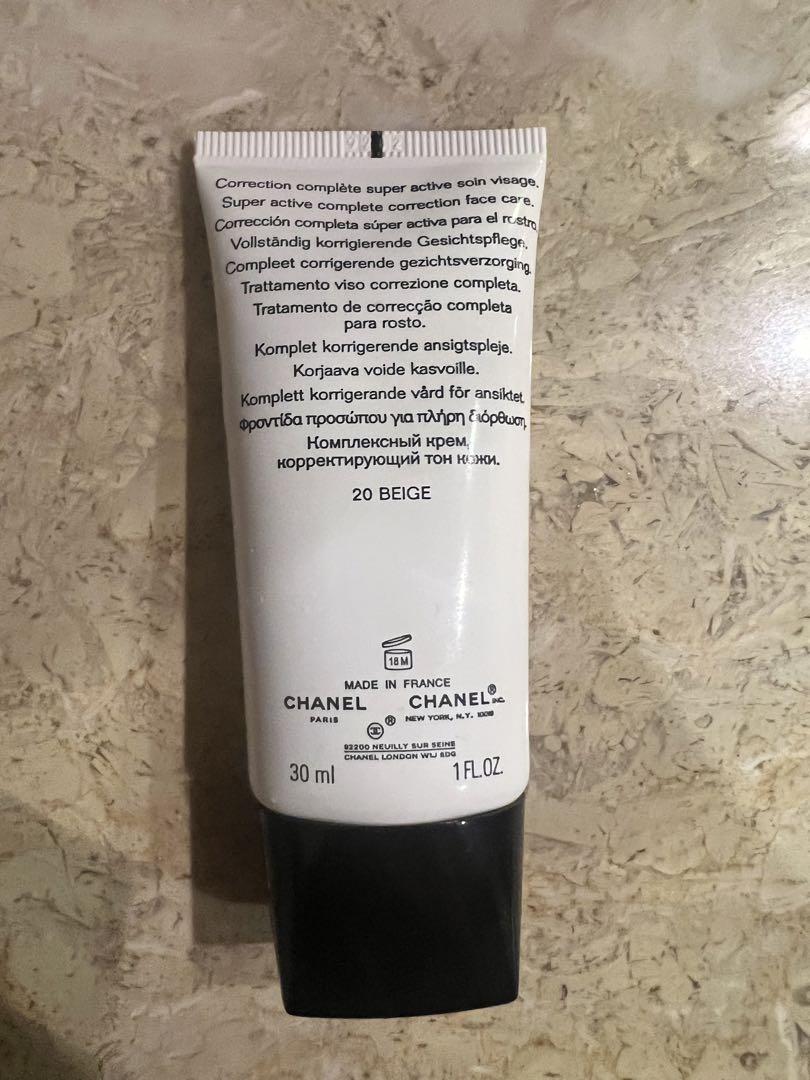 Correction complète super active soin visage.
Super active complete correction face care.
Corrección completa súper activa para el rostro
Vollständig korrigierende Gesichtspflege.
Compleet corrigerende gezichtsverzorging.
Trattamento viso correzione completa.
Tratamento de correcção completa
para rosto.
Komplet korrigerende ansigtspleje.
Korjaava voide kasvoille.
Komplett korrigerande vård för ansiktet.
Φροντίδα προσώπου για πλήρη διόρθωση.
Комплексный крем,
корректирующий тон кожи.
20 BEIGE
18M
MADE IN FRANCE
CHANEL CHANEL® INC.
PARIS ® NEW YORK, N.Y.
92200 NEUILLY SUR SEINE
CHANEL LONDON W1J 6DG
30 ml 1 FL.OZ.